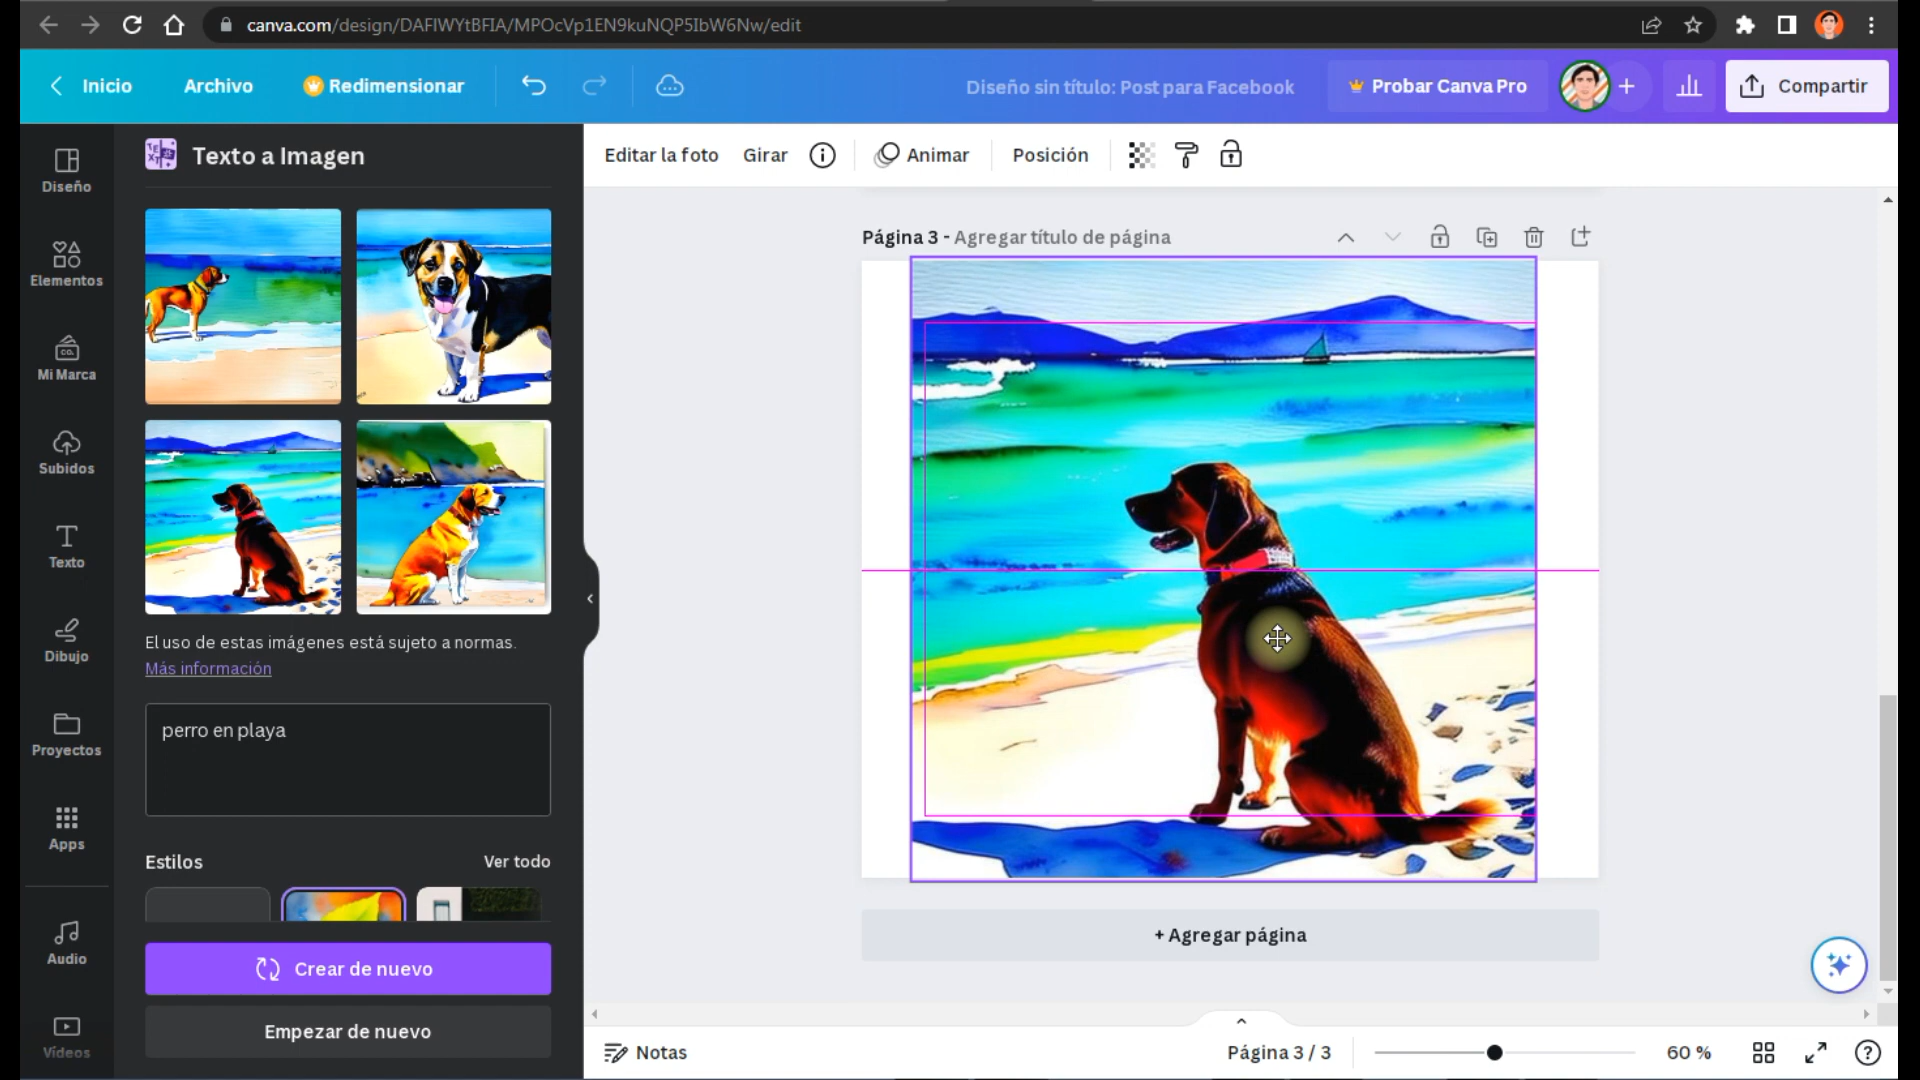 canva.com/design/DAFIWYtBFIA/MPOcVp1EN9kuNQP5IbW6Nw/edit
Inicio
Archivo
Redimensionar
Diseño sin título: Post para Facebook
Probar Canva Pro
Compartir
Diseño
Elementos
CO.
Mi Marca
Subidos
Texto
Dibujo
Proyectos
Apps
Audio
Vídeos
TEXT
Texto a Imagen
El uso de estas imágenes está sujeto a normas.
Más información
perro en playa
Estilos
Ver todo
Crear de nuevo
Empezar de nuevo
Editar la foto
Girar
Animar
Posición
Página 3 - Agregar título de página
+ Agregar página
Notas
Página 3 / 3
60 %